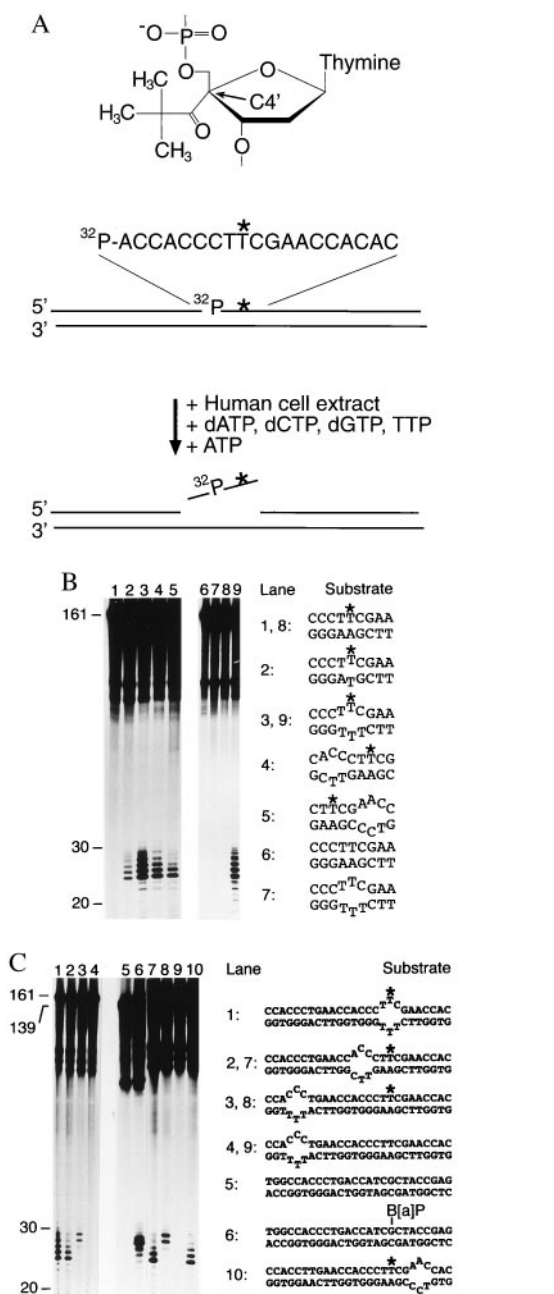 A
-O-P=O
O
O
Thymine
H3C
H3C
C4'
O
CH3
O
*
32P-ACCACCCTTCGAACCACAC
5' 32P *
3'
+ Human cell extract
+ dATP, dCTP, dGTP, TTP
+ ATP
32P *
5'
3'
B
1 2 3 4 5 6 7 8 9 Lane Substrate
161
30
20
*
1, 8: CCCTTCGAA
GGGAAGCTT
*
2: CCCTTCGAA
GGGATGCTT
*
3, 9: CCCTTCGAA
GGGTTTCTT
*
4: CACCCTTCG
GCTTGAAGC
*
5: CTTCGAACC
GAAGCCCTG
6: CCCTTCGAA
GGGAAGCTT
7: CCCTTCGAA
GGGTTTCTT
C
1 2 3 4 5 6 7 8 9 10 Lane Substrate
161
139
30
20
*
1: CCACCCTGAACCACCCTTCGAACCAC
GGTGGGACTTGGTGGGTTTCTTGGTG
*
2, 7: CCACCCTGAACCACCCTTCGAACCAC
GGTGGGACTTGGCTTGAAGCTTGGTG
*
3, 8: CCACCCTGAACCACCCTTCGAACCAC
GGTTTTACTTGGTGGGAAGCTTGGTG
4, 9: CCACCCTGAACCACCCTTCGAACCAC
GGTTTTACTTGGTGGGAAGCTTGGTG
5: TGGCCACCCTGACCATCGCTACCGAG
ACCGGTGGGACTGGTAGCGATGGCTC
B[a]P
6: TGGCCACCCTGACCATCGCTACCGAG
ACCGGTGGGACTGGTAGCGATGGCTC
*
10: CCACCTTGAACCACCCTTCGAACCAC
GGTGGAACTTGGTGGGAAGCCCTGTG